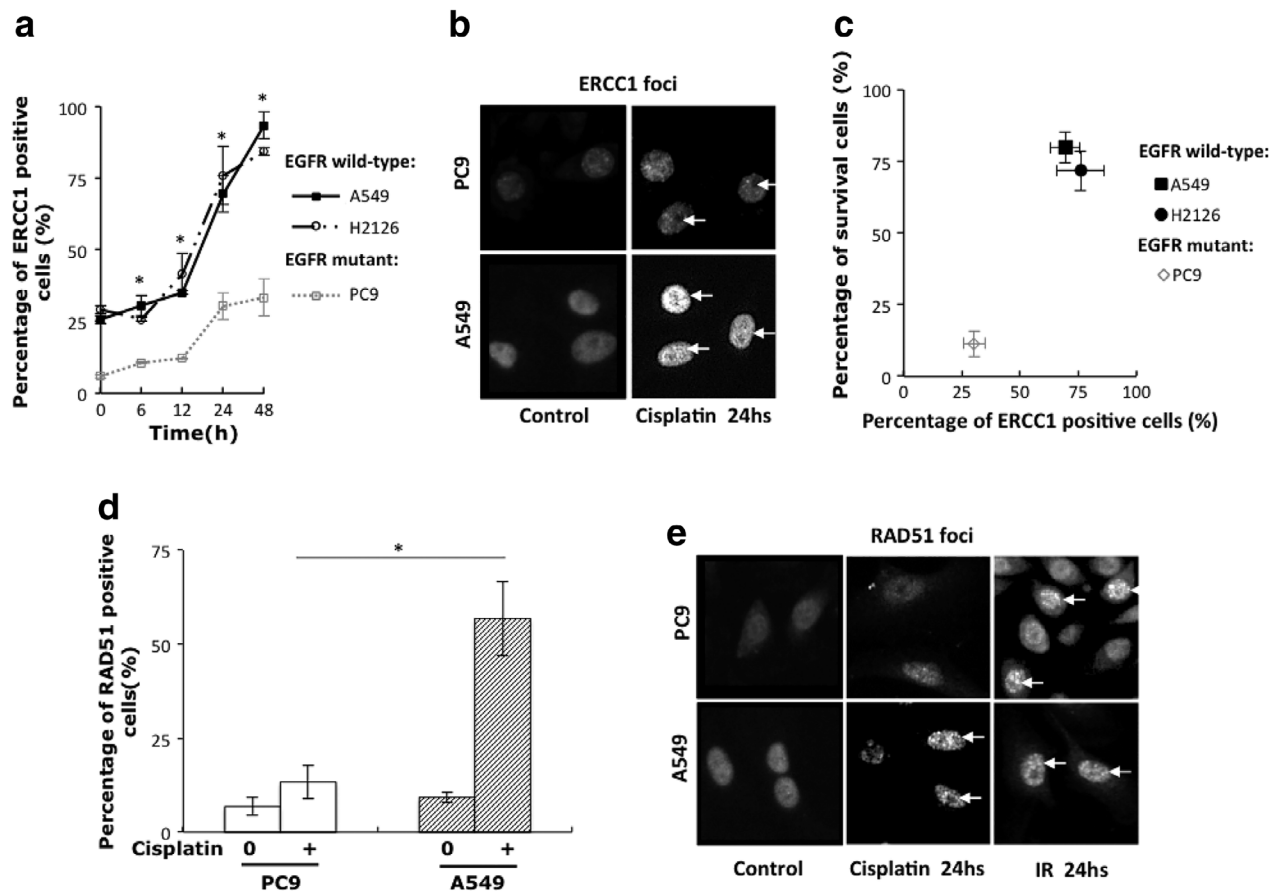 a
Percentage of ERCC1 positive
cells (%)
100
75
50
25
0
0 6 12 24 48
Time(h)
* * * * *
EGFR wild-type:
A549
H2126
EGFR mutant:
PC9
b
ERCC1 foci
PC9
A549
Control Cisplatin 24hs
c
Percentage of survival cells (%)
100
75
50
25
0
0 25 50 75 100
Percentage of ERCC1 positive cells (%)
EGFR wild-type:
A549
H2126
EGFR mutant:
PC9
d
Percentage of RAD51 positive
cells(%)
75
50
25
0
*
Cisplatin 0 + 0 +
PC9 A549
e
RAD51 foci
PC9
A549
Control Cisplatin 24hs IR 24hs